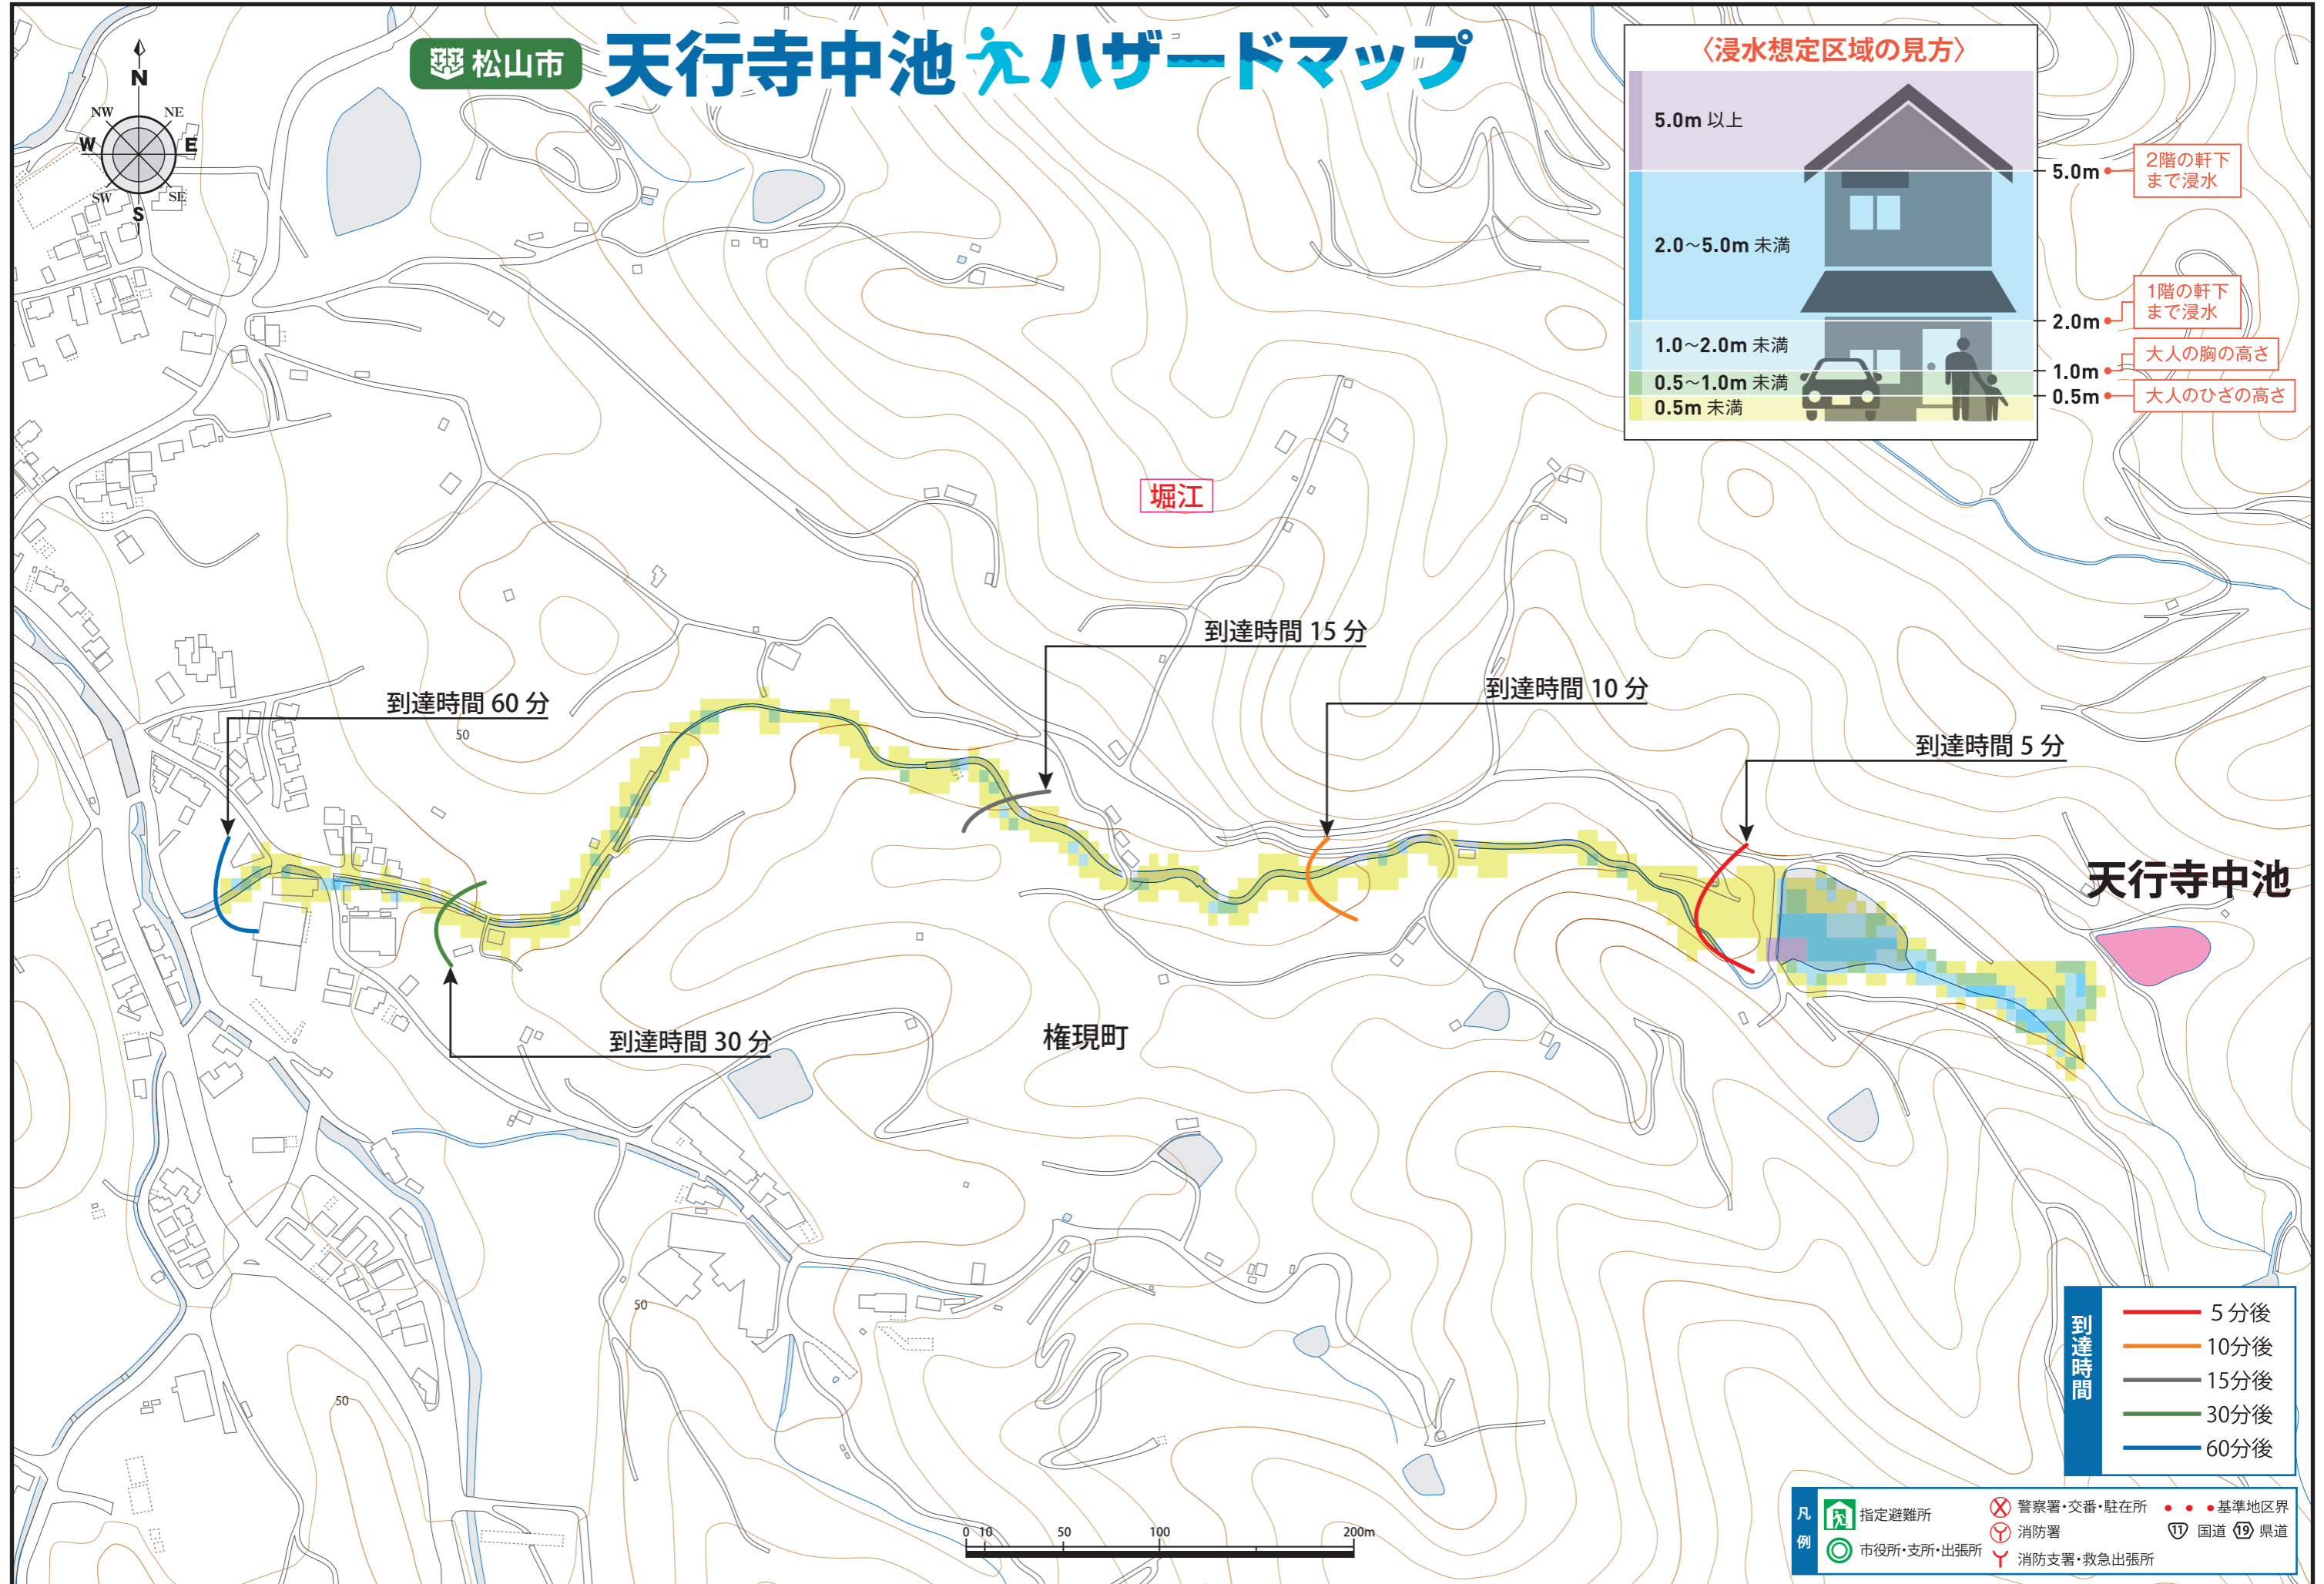 松山市 天行寺中池 ハザードマップ
N
NW NE
W E
SW SE
S
〈浸水想定区域の見方〉
5.0m 以上
5.0m
2階の軒下
まで浸水
2.0～5.0m 未満
1階の軒下
まで浸水
2.0m
1.0～2.0m 未満
大人の胸の高さ
1.0m
0.5～1.0m 未満
0.5m
大人のひざの高さ
0.5m 未満
堀江
到達時間 15 分
到達時間 10 分
到達時間 60 分
50
到達時間 5 分
天行寺中池
到達時間 30 分
権現町
50
50
到達時間
5分後
10分後
15分後
30分後
60分後
0 10 50 100 200m
凡例
指定避難所
市役所・支所・出張所
警察署・交番・駐在所
消防署
消防支署・救急出張所
基準地区界
11 国道 19 県道